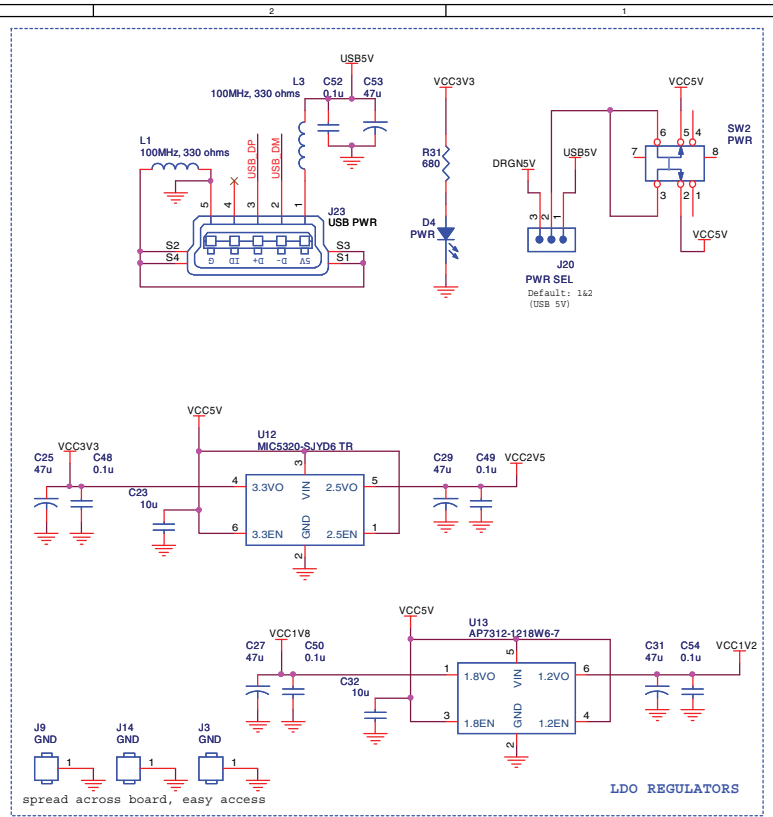 2 1
USB5V
L3
100MHz, 330 ohms
C52
0.1u
C53
47u
L1
100MHz, 330 ohms
USB_DP
USB_DM
5 4 3 2 1
J23
USB PWR
S2
S4
S3
S1
G ID D+ D- 5V
VCC3V3
R31
680
D4
PWR
DRGN5V
USB5V
3 2 1
J20
PWR SEL
Default: 1&2
(USB 5V)
VCC5V
6 5 4
SW2
PWR
7 8
3 2 1
VCC5V
VCC5V
U12
MIC5320-SJYD6 TR
VCC3V3
C25
47u
C48
0.1u
C23
10u
3
4 3.3VO VIN 2.5VO 5
6 3.3EN GND 2.5EN 1
2
C29
47u
C49
0.1u
VCC2V5
VCC5V
U13
AP7312-1218W6-7
VCC1V8
C27
47u
C50
0.1u
C32
10u
5
1 1.8VO VIN 1.2VO 6
3 1.8EN GND 1.2EN 4
2
C31
47u
C54
0.1u
VCC1V2
J9
GND
1
J14
GND
1
J3
GND
1
spread across board, easy access
LDO REGULATORS